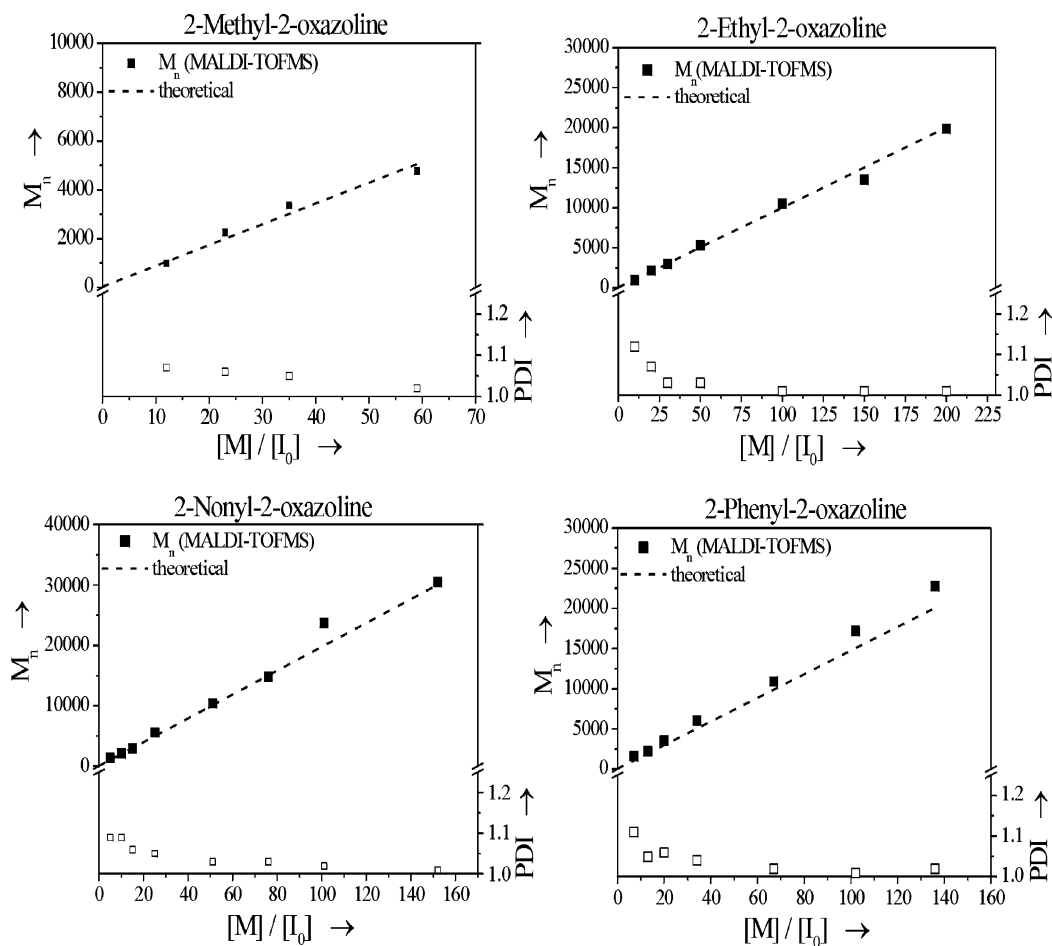 2-Methyl-2-oxazoline
10000
8000
6000
4000
2000
0
Mn (MALDI-TOFMS)
theoretical
Mn →
1.2
1.1
1.0
PDI →
0 10 20 30 40 50 60 70
[M] / [I0] →
2-Ethyl-2-oxazoline
30000
25000
20000
15000
10000
5000
0
Mn (MALDI-TOFMS)
theoretical
Mn →
1.2
1.1
1.0
PDI →
0 25 50 75 100 125 150 175 200 225
[M] / [I0] →
2-Nonyl-2-oxazoline
40000
30000
20000
10000
0
Mn (MALDI-TOFMS)
theoretical
Mn →
1.2
1.1
1.0
PDI →
0 20 40 60 80 100 120 140 160
[M] / [I0] →
2-Phenyl-2-oxazoline
30000
25000
20000
15000
10000
5000
0
Mn (MALDI-TOFMS)
theoretical
Mn →
1.2
1.1
1.0
PDI →
0 20 40 60 80 100 120 140 160
[M] / [I0] →